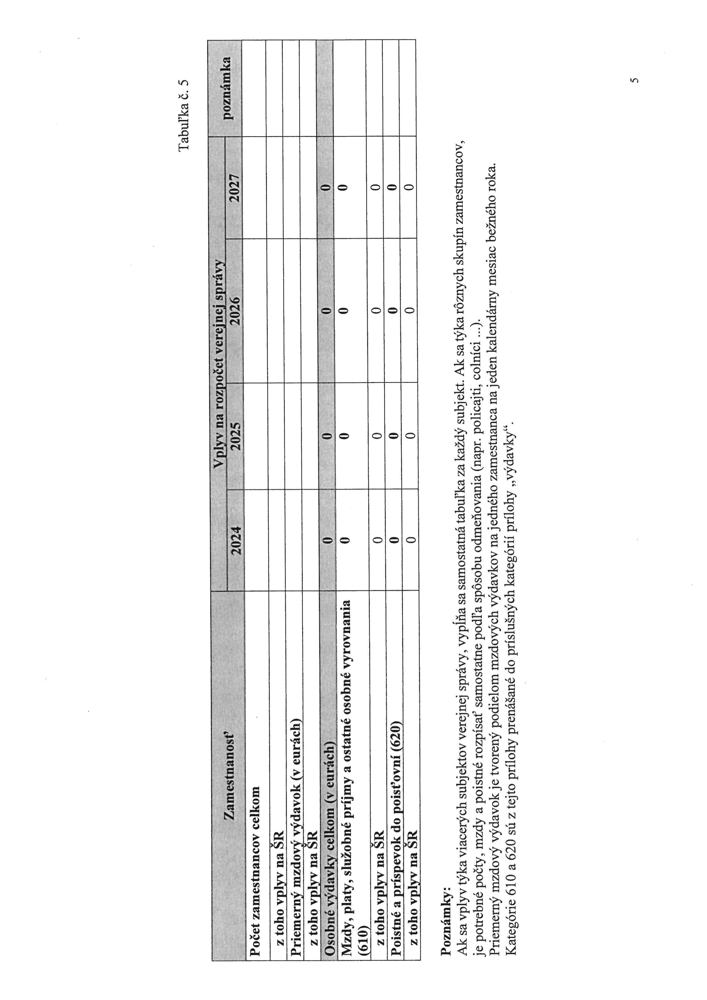 Tabuľka č. 5
Zamestnanosť Vplyv na rozpočet verejnej správy poznámka
2024 2025 2026 2027
Počet zamestnancov celkom
z toho vplyv na ŠR
Priemerný mzdový výdavok (v eurách)
z toho vplyv na ŠR
Osobné výdavky celkom (v eurách) 0 0 0 0
Mzdy, platy, služobné príjmy a ostatné osobné vyrovnania 0 0 0 0
(610)
z toho vplyv na ŠR 0 0 0 0
Poistné a príspevok do poisťovní (620) 0 0 0 0
z toho vplyv na ŠR 0 0 0 0
Poznámky:
Ak sa vplyv týka viacerých subjektov verejnej správy, vypĺňa sa samostatná tabuľka za každý subjekt. Ak sa týka rôznych skupín zamestnancov,
je potrebné počty, mzdy a poistné rozpísať samostatne podľa spôsobu odmeňovania (napr. policajti, colníci ...).
Priemerný mzdový výdavok je tvorený podielom mzdových výdavkov na jedného zamestnanca na jeden kalendárny mesiac bežného roka.
Kategórie 610 a 620 sú z tejto prílohy prenášané do príslušných kategórií prílohy „výdavky“.
5